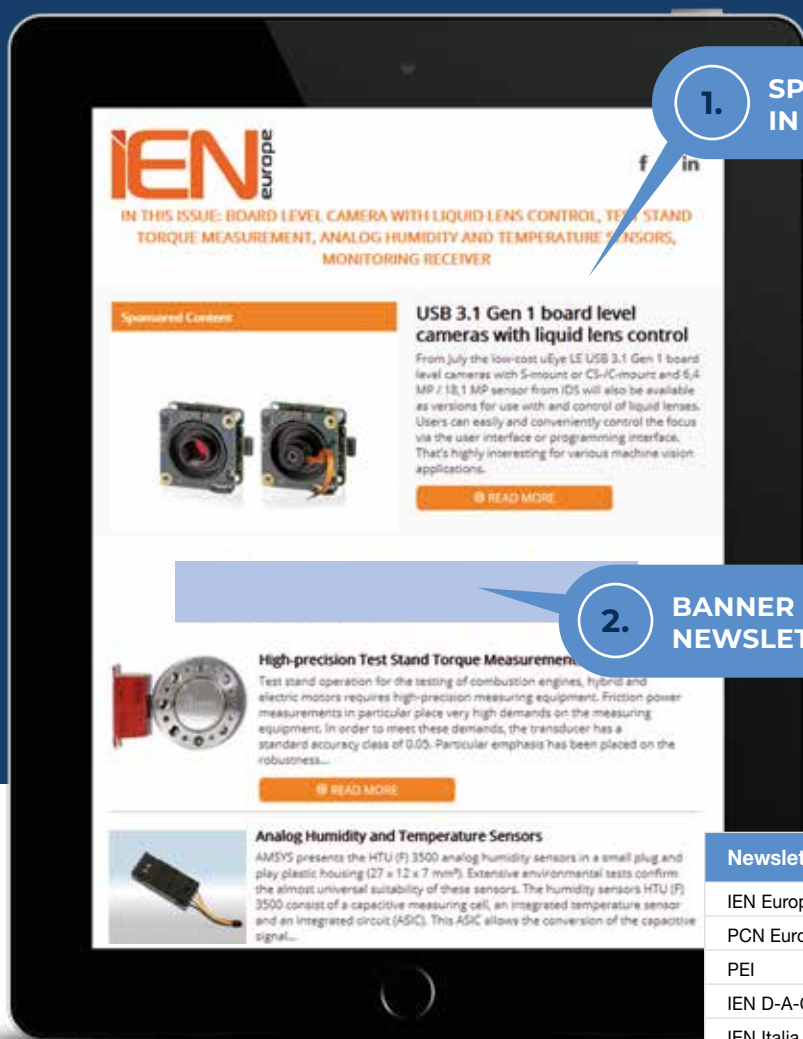 1.
SP
IN
IEN
europe
f in
IN THIS ISSUE: BOARD LEVEL CAMERA WITH LIQUID LENS CONTROL, TEST STAND
TORQUE MEASUREMENT, ANALOG HUMIDITY AND TEMPERATURE SENSORS,
MONITORING RECEIVER
Sponsored Content
USB 3.1 Gen 1 board level
cameras with liquid lens control
From July the low-cost uEye LE USB 3.1 Gen 1 board
level cameras with S-mount or CS-/C-mount and 6,4
MP / 18,1 MP sensor from IDS will also be available
as versions for use with and control of liquid lenses.
Users can easily and conveniently control the focus
via the user interface or programming interface.
That's highly interesting for various machine vision
applications.
READ MORE
2.
BANNER
NEWSLET
High-precision Test Stand Torque Measurement
Test stand operation for the testing of combustion engines, hybrid and
electric motors requires high-precision measuring equipment. Friction power
measurements in particular place very high demands on the measuring
equipment. In order to meet these demands, the transducer has a
standard accuracy class of 0.05. Particular emphasis has been placed on the
robustness...
READ MORE
Analog Humidity and Temperature Sensors
AMSYS presents the HTU (F) 3500 analog humidity sensors in a small plug and
play plastic housing (27 x 12 x 7 mm³). Extensive environmental tests confirm
the almost universal suitability of these sensors. The humidity sensors HTU (F)
3500 consist of a capacitive measuring cell, an integrated temperature sensor
and an integrated circuit (ASIC). This ASIC allows the conversion of the capacitive
signal...
Newslet
IEN Europ
PCN Euro
PEI
IEN D-A-C
IEN Italia